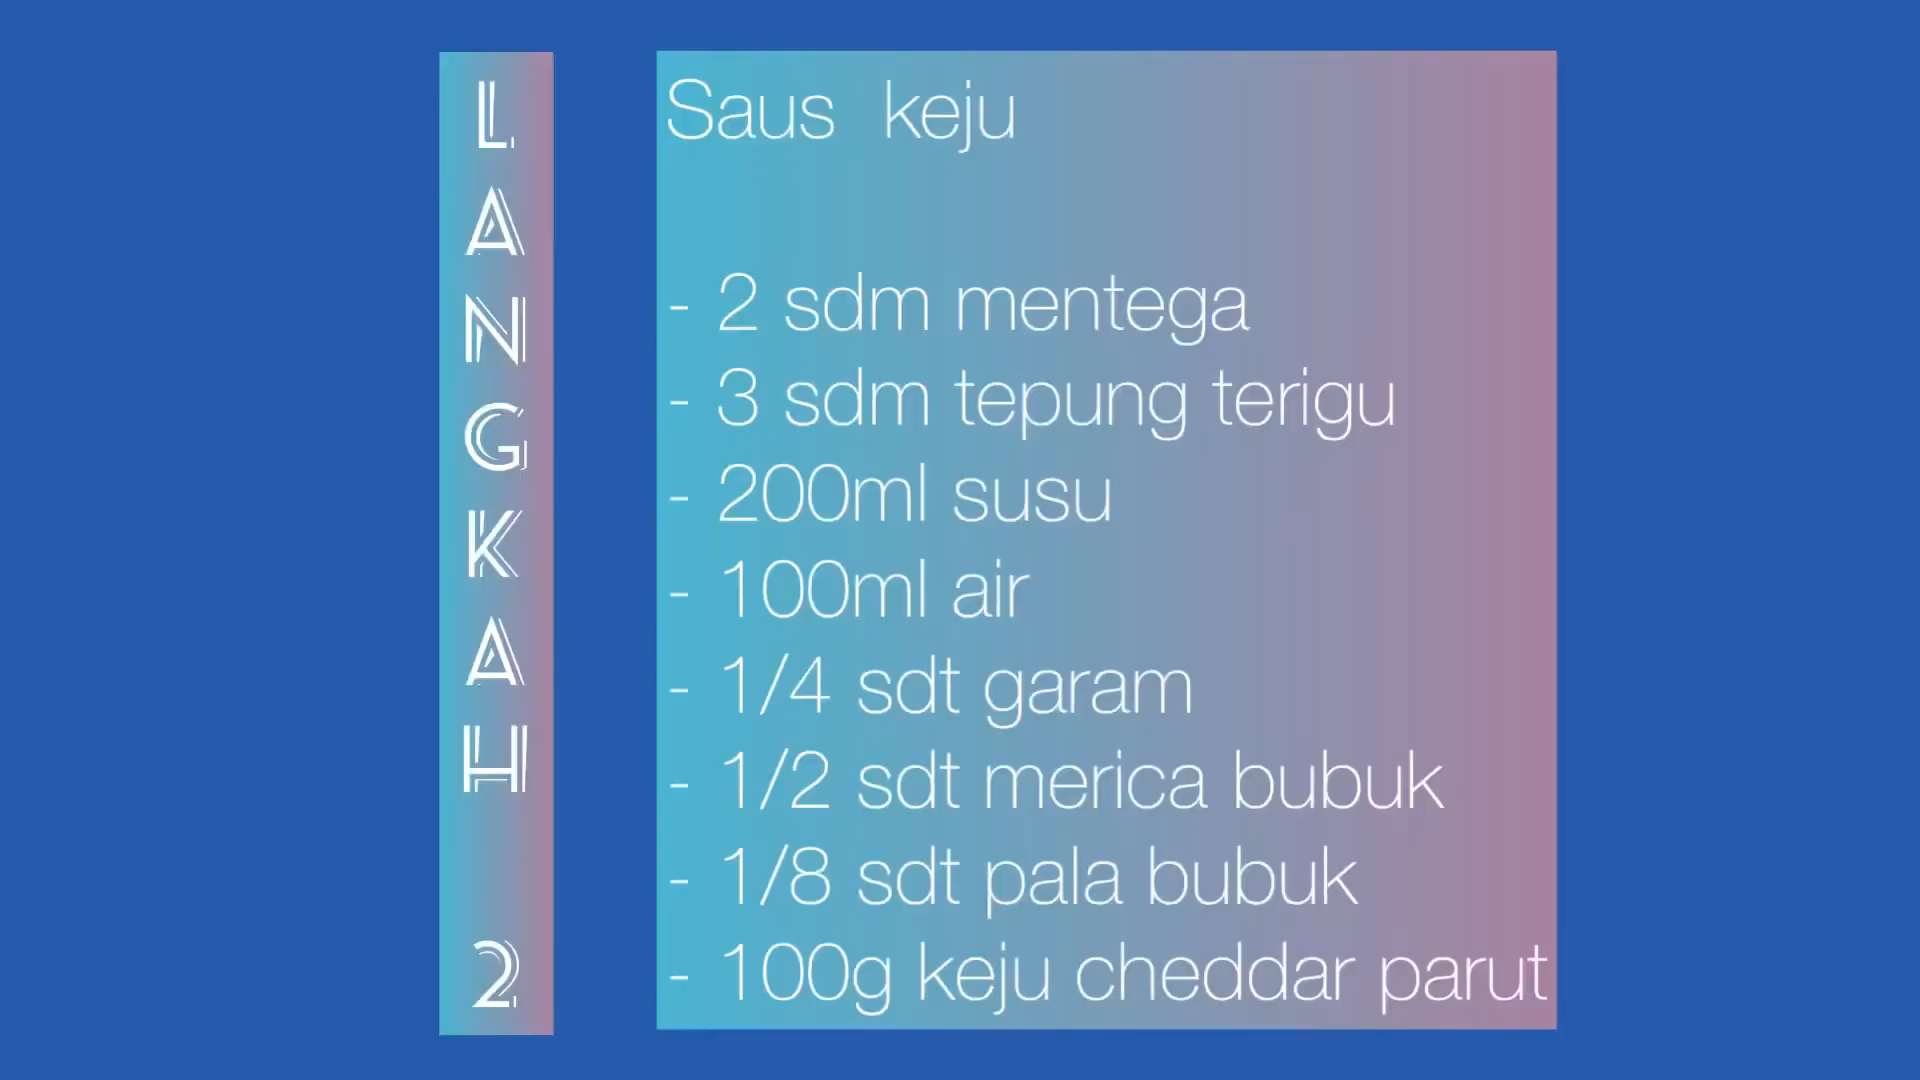 LANGKAH 2
Saus keju
- 2 sdm mentega
- 3 sdm tepung terigu
- 200ml susu
- 100ml air
- 1/4 sdt garam
- 1/2 sdt merica bubuk
- 1/8 sdt pala bubuk
- 100g keju cheddar parut